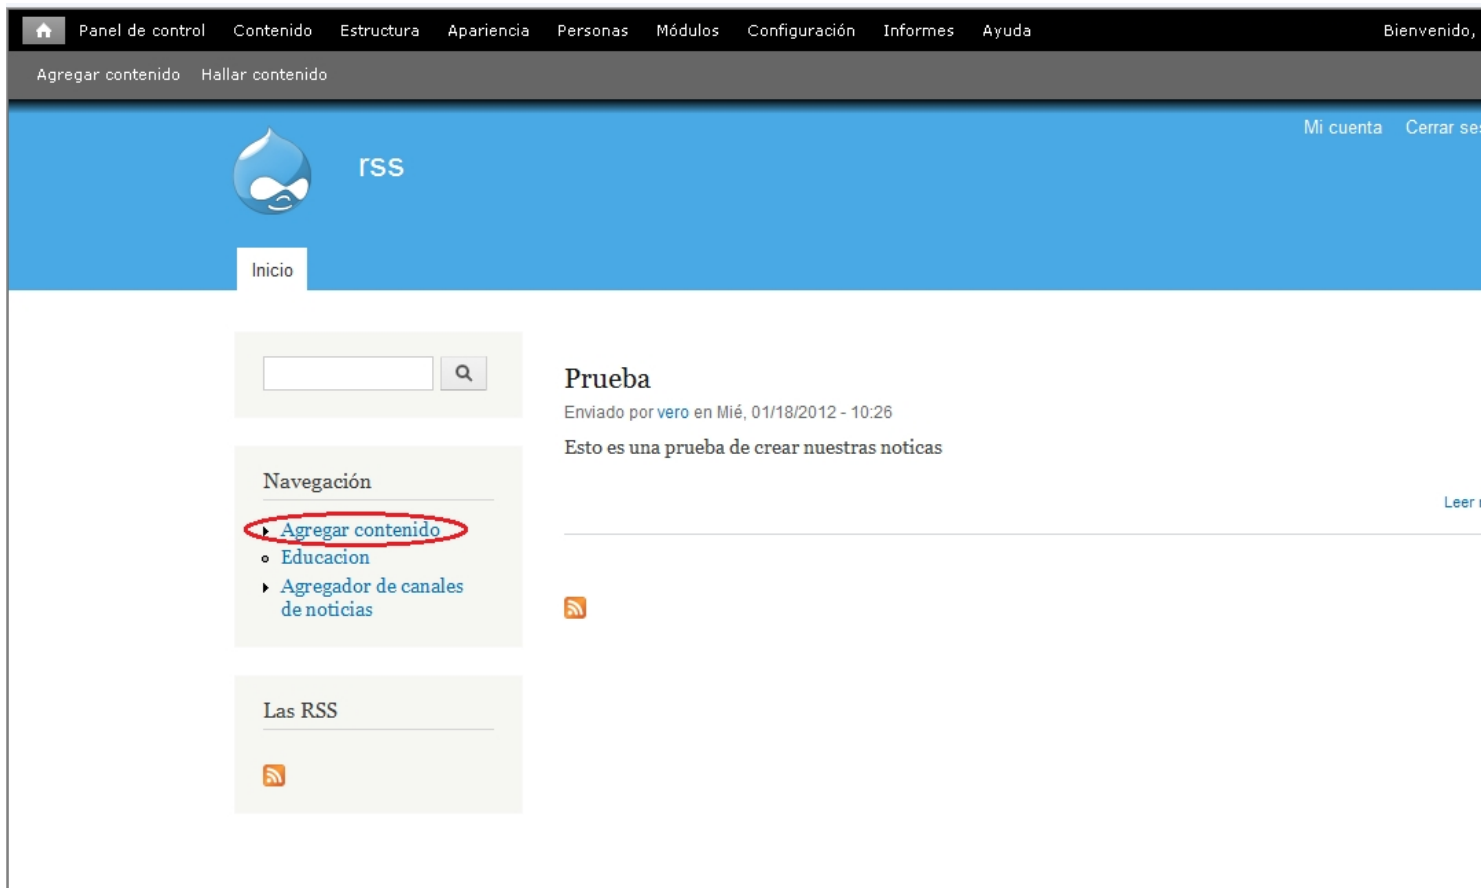 Panel de control Contenido Estructura Apariencia Personas Módulos Configuración Informes Ayuda Bienvenido,
Agregar contenido Hallar contenido
Mi cuenta Cerrar
rss
Inicio
Prueba
Enviado por vero en Mié, 01/18/2012 - 10:26
Esto es una prueba de crear nuestras noticas
Leer
Navegación
Agregar contenido
Educacion
Agregador de canales
de noticias
Las RSS